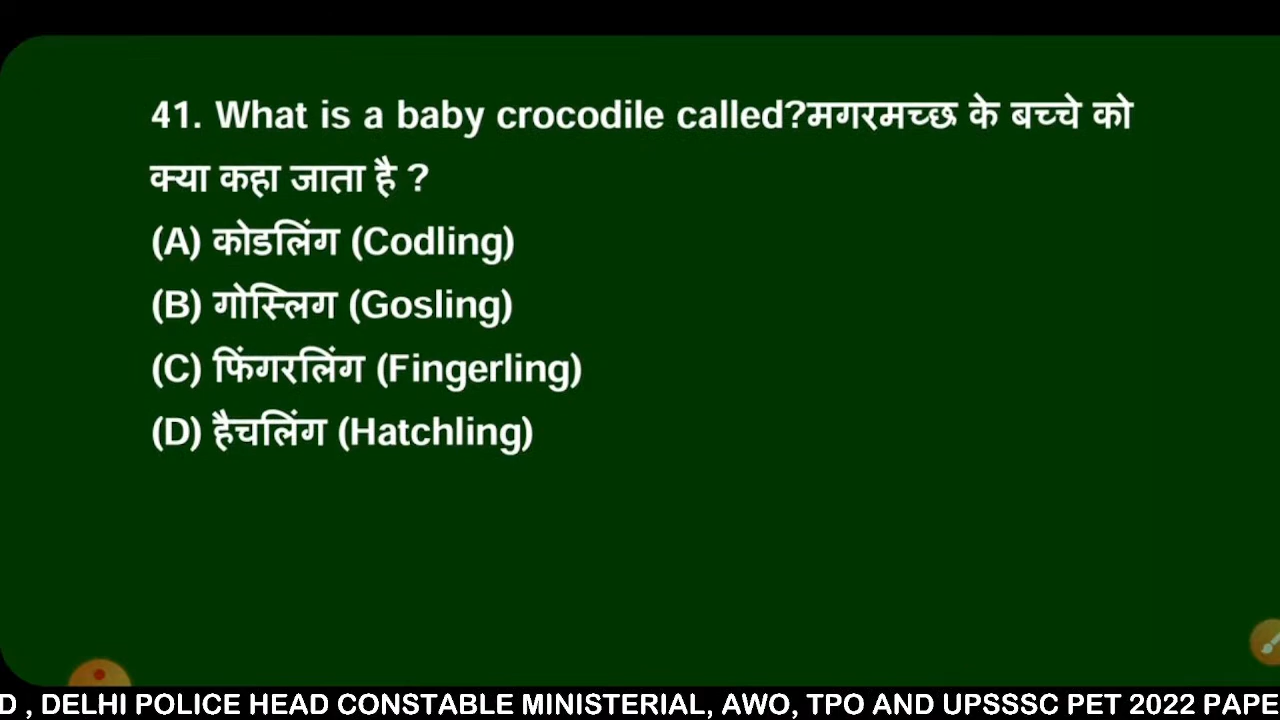 41. What is a baby crocodile called?मगरमच्छ के बच्चे को
क्या कहा जाता है ?
(A) कोडलिंग (Codling)
(B) गोस्लिग (Gosling)
(C) फिंगरलिंग (Fingerling)
(D) हैचलिंग (Hatchling)
D , DELHI POLICE HEAD CONSTABLE MINISTERIAL, AWO, TPO AND UPSSSC PET 2022 PAPE